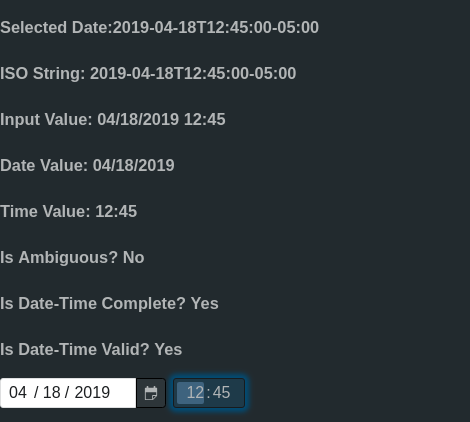 Selected Date:2019-04-18T12:45:00-05:00
ISO String: 2019-04-18T12:45:00-05:00
Input Value: 04/18/2019 12:45
Date Value: 04/18/2019
Time Value: 12:45
Is Ambiguous? No
Is Date-Time Complete? Yes
Is Date-Time Valid? Yes
04 / 18 / 2019 12:45